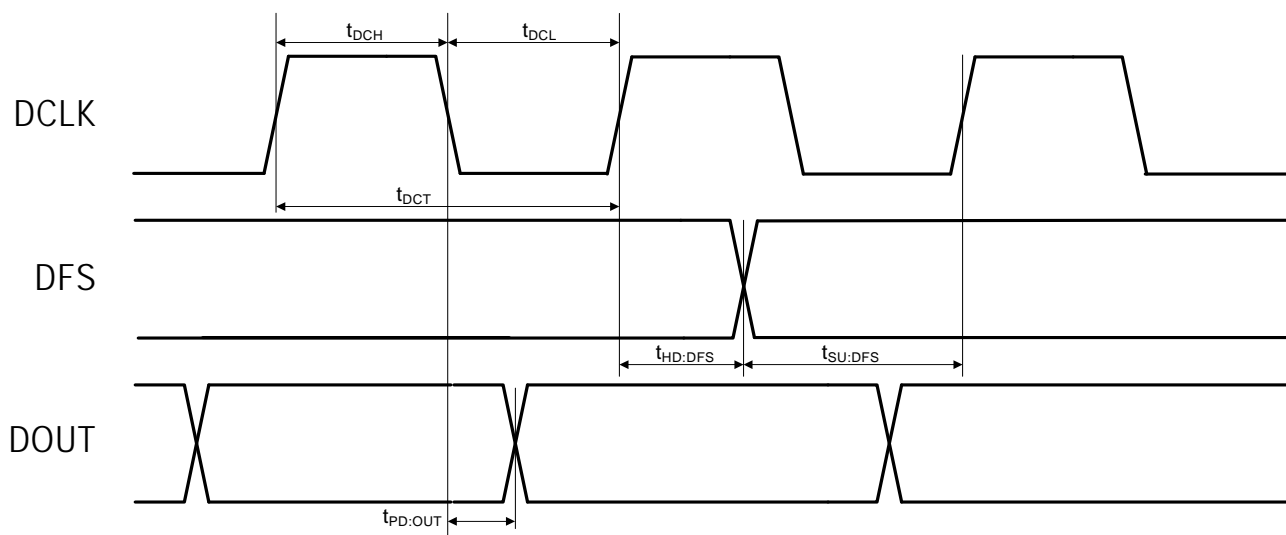 tDCH
tDCL
DCLK
tDCT
DFS
tHD:DFS
tSU:DFS
DOUT
tPD:OUT